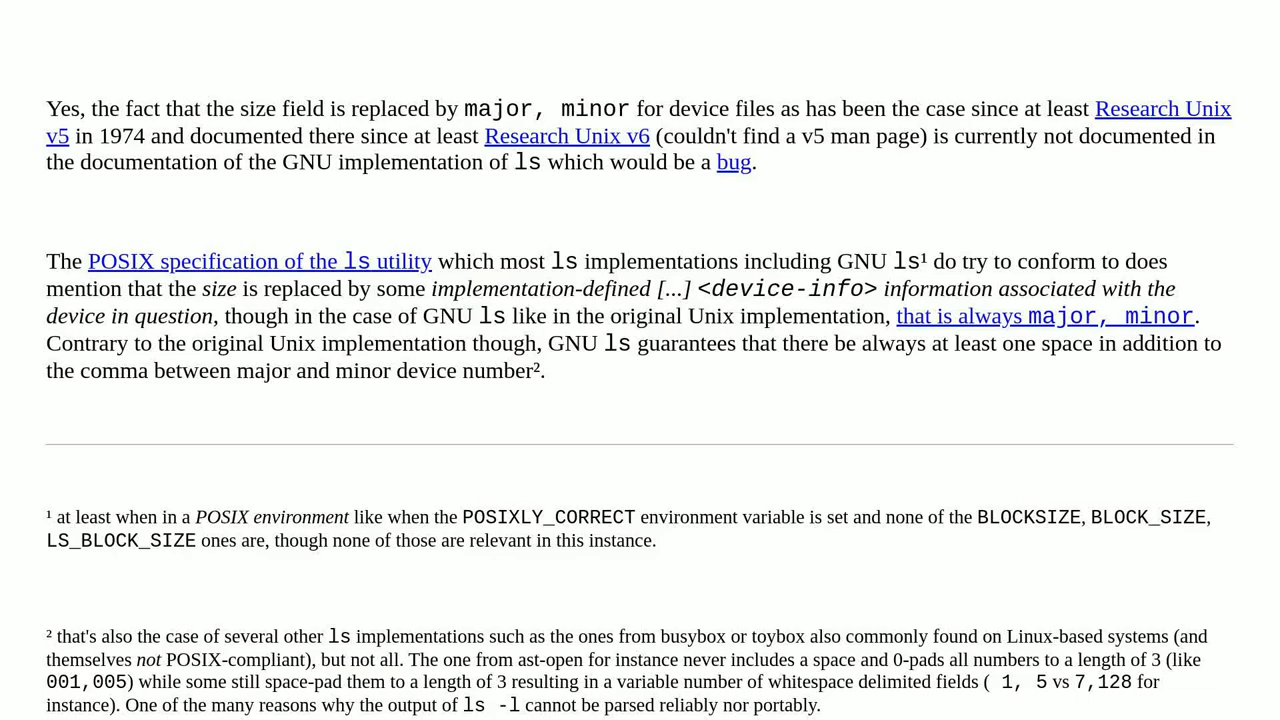 Yes, the fact that the size field is replaced by major, minor for device files as has been the case since at least Research Unix
v5 in 1974 and documented there since at least Research Unix v6 (couldn't find a v5 man page) is currently not documented in
the documentation of the GNU implementation of ls which would be a bug.
The POSIX specification of the ls utility which most ls implementations including GNU ls¹ do try to conform to does
mention that the size is replaced by some implementation-defined [...] <device-info> information associated with the
device in question, though in the case of GNU ls like in the original Unix implementation, that is always major, minor.
Contrary to the original Unix implementation though, GNU ls guarantees that there be always at least one space in addition to
the comma between major and minor device number².
¹ at least when in a POSIX environment like when the POSIXLY_CORRECT environment variable is set and none of the BLOCKSIZE, BLOCK_SIZE,
LS_BLOCK_SIZE ones are, though none of those are relevant in this instance.
² that's also the case of several other ls implementations such as the ones from busybox or toybox also commonly found on Linux-based systems (and
themselves not POSIX-compliant), but not all. The one from ast-open for instance never includes a space and 0-pads all numbers to a length of 3 (like
001,005) while some still space-pad them to a length of 3 resulting in a variable number of whitespace delimited fields ( 1, 5 vs 7,128 for
instance). One of the many reasons why the output of ls -l cannot be parsed reliably nor portably.